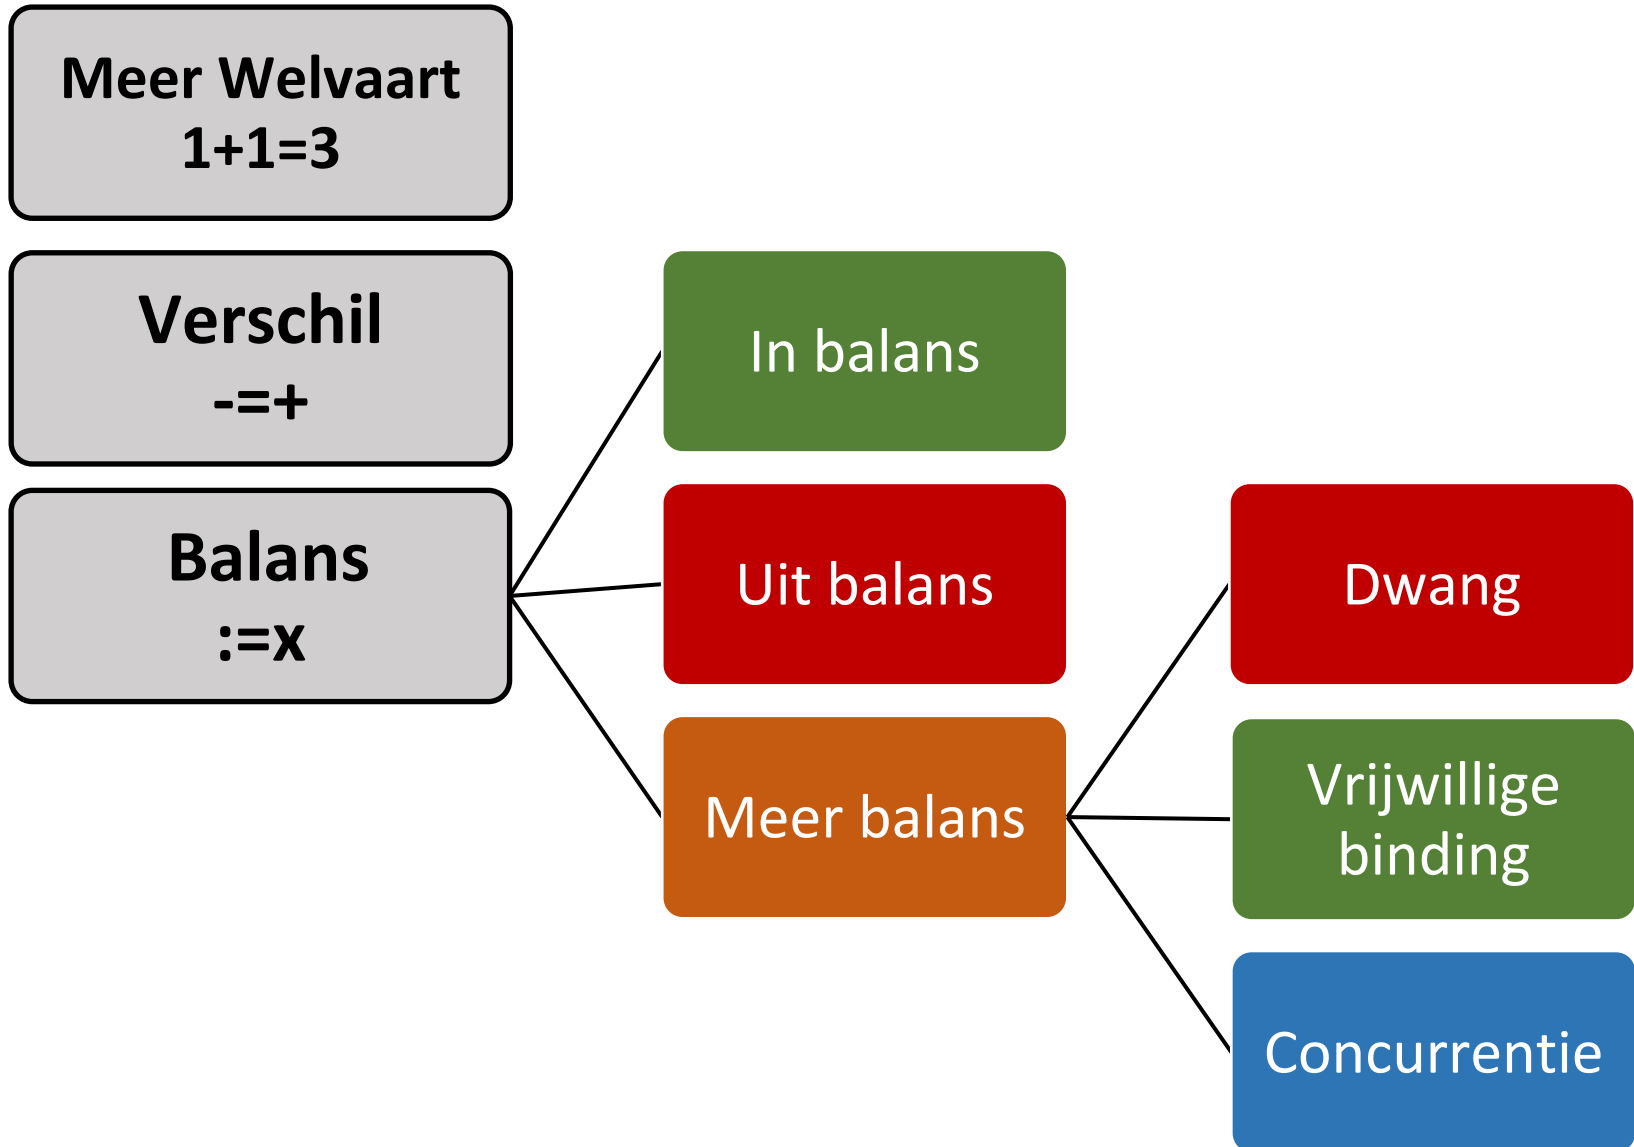 Meer Welvaart
1+1=3
Verschil
-=+
Balans
:=x
In balans
Uit balans
Meer balans
Dwang
Vrijwillige
binding
Concurrentie